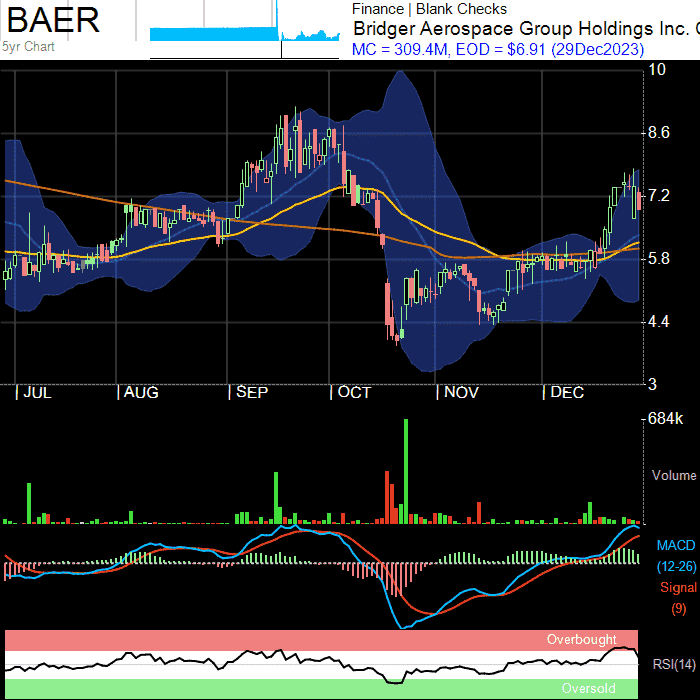 BAER
5yr Chart
Finance | Blank Checks
Bridger Aerospace Group Holdings Inc.
MC = 309.4M, EOD = $6.91 (29Dec2023)
10
8.6
7.2
5.8
4.4
3
JUL
AUG
SEP
OCT
NOV
DEC
684k
Volume
MACD
(12-26)
Signal
(9)
Overbought
RSI(14)
Oversold